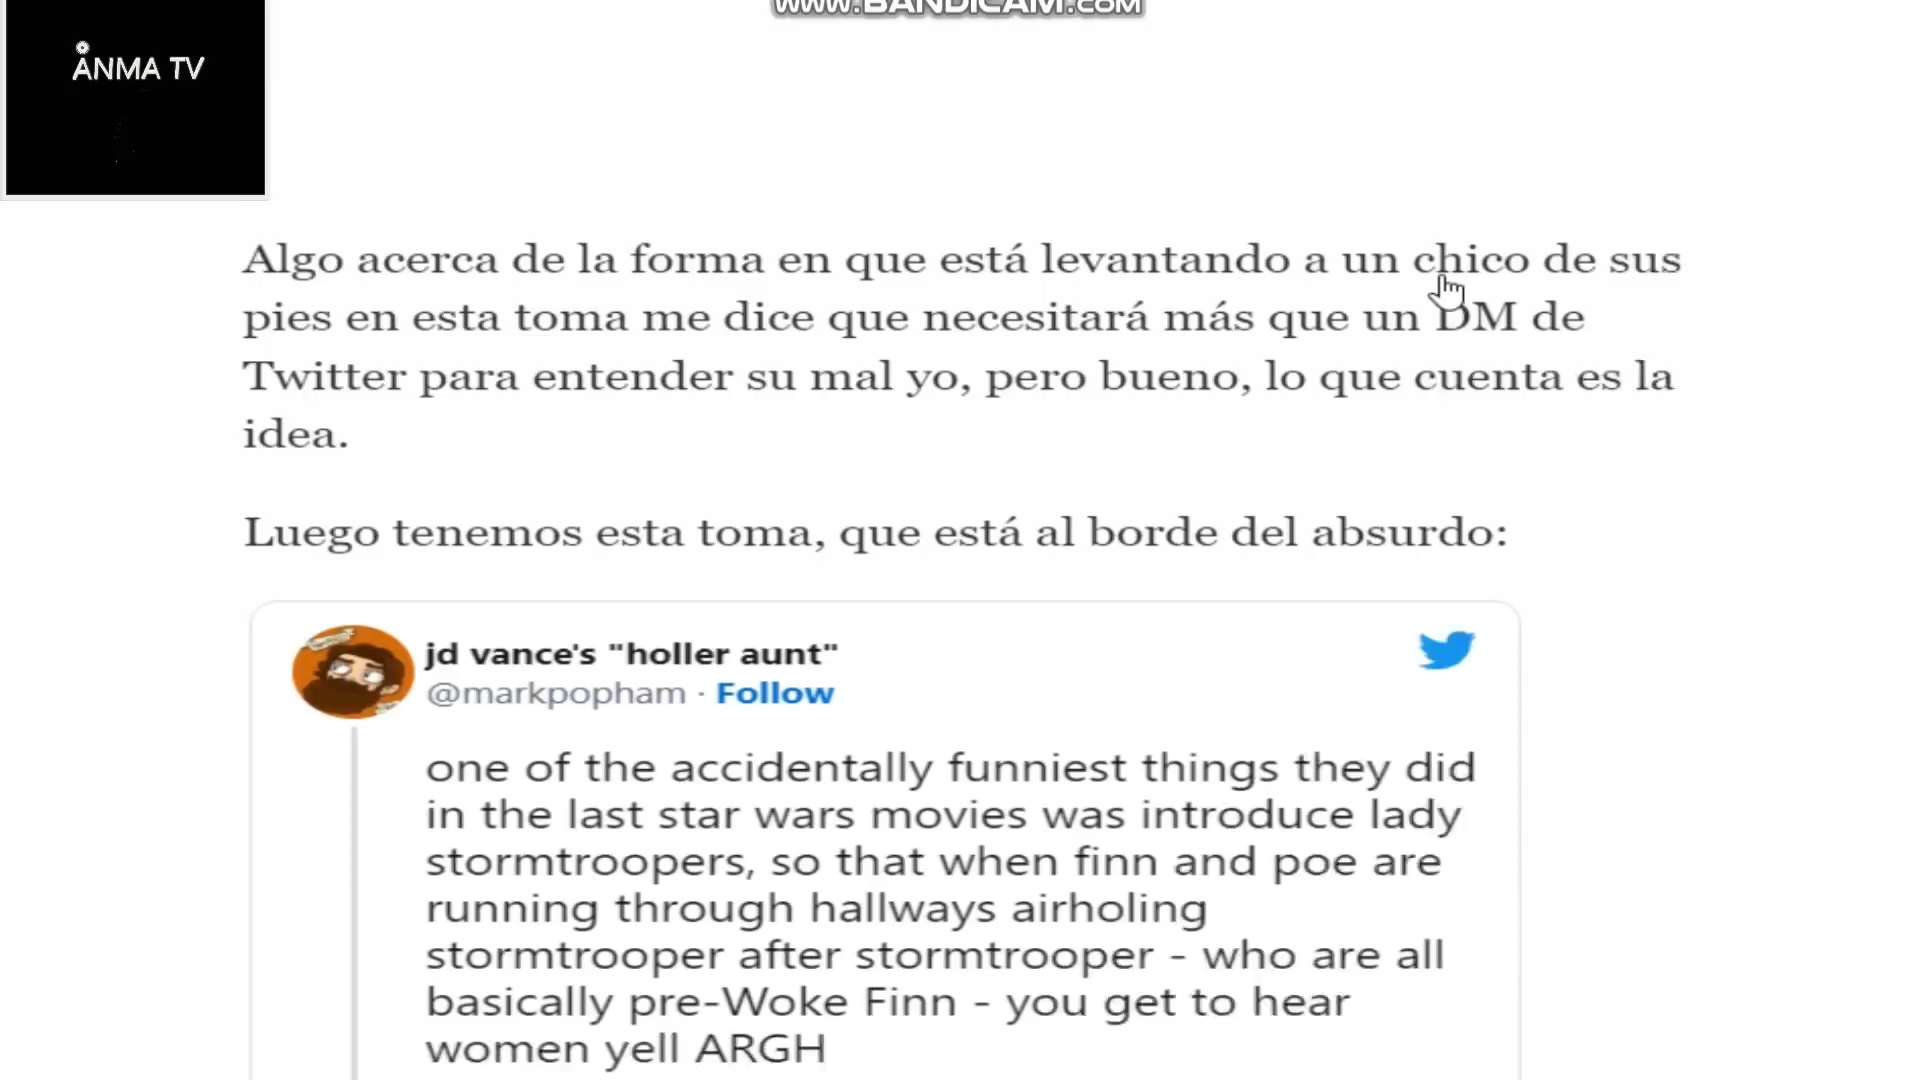 www.BANDICAM.COM
ANMA TV
Algo acerca de la forma en que está levantando a un chico de sus
pies en esta toma me dice que necesitará más que un DM de
Twitter para entender su mal yo, pero bueno, lo que cuenta es la
idea.
Luego tenemos esta toma, que está al borde del absurdo:
jd vance's "holler aunt"
@markpopham · Follow
one of the accidentally funniest things they did
in the last star wars movies was introduce lady
stormtroopers, so that when finn and poe are
running through hallways airholing
stormtrooper after stormtrooper - who are all
basically pre-Woke Finn - you get to hear
women yell ARGH